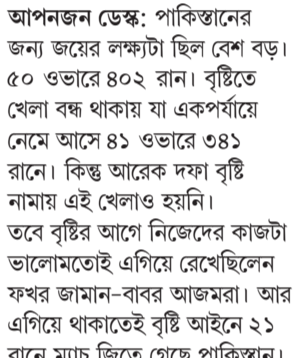 আপনজন ডেস্ক: পাকিস্তানের
জন্য জয়ের লক্ষ্যটা ছিল বেশ বড়।
৫০ ওভারে ৪০২ রান। বৃষ্টিতে
খেলা বন্ধ থাকায় যা একপর্যায়ে
নেমে আসে ৪১ ওভারে ৩৪১
রানে। কিন্তু আরেক দফা বৃষ্টি
নামায় এই খেলাও হয়নি।
তবে বৃষ্টির আগে নিজেদের কাজটা
ভালোমতোই এগিয়ে রেখেছিলেন
ফখর জামান-বাবর আজমরা। আর
এগিয়ে থাকাতেই বৃষ্টি আইনে ২১
রানে ম্যাচ জিতে গেছে পাকিস্তান।